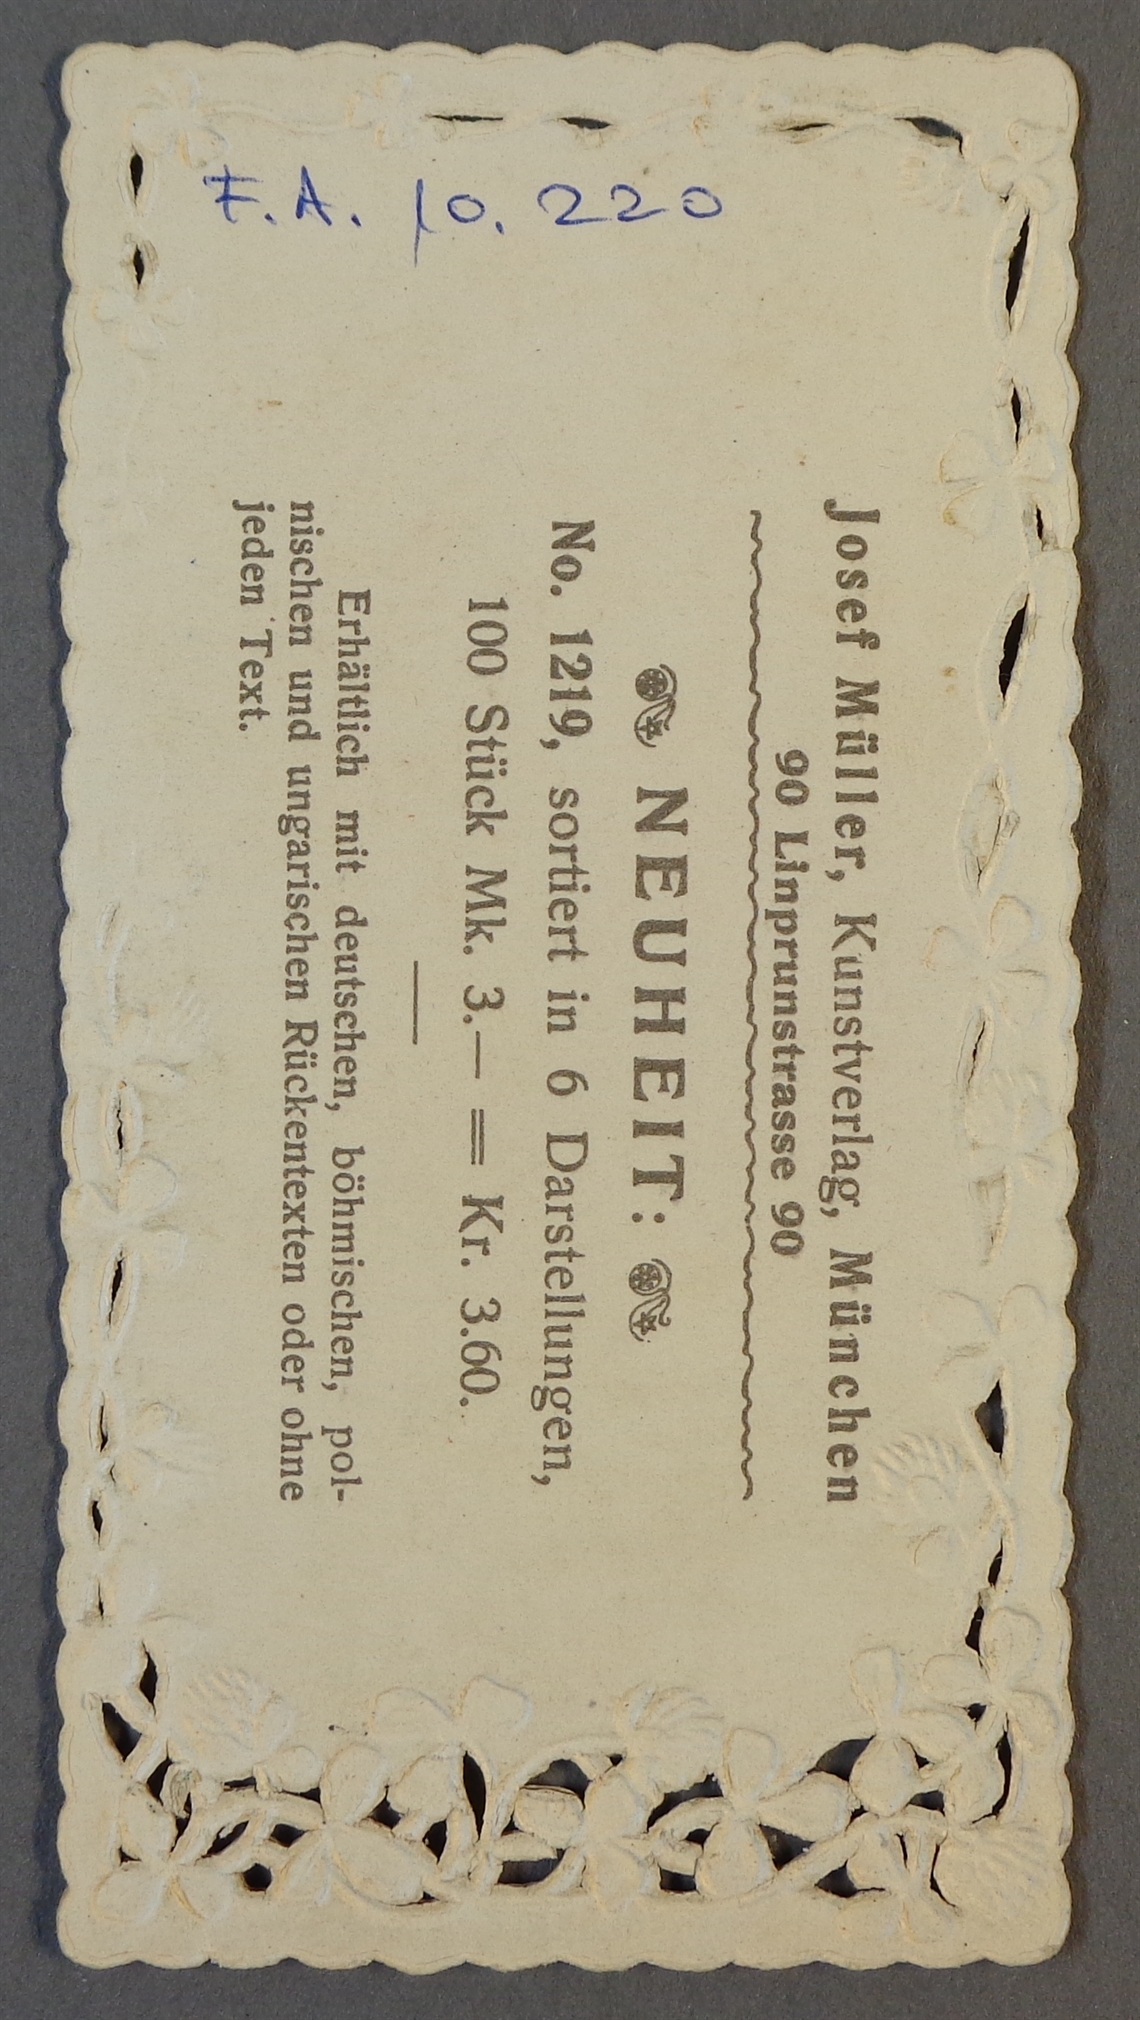 F.A. 10.220
Josef Müller, Kunstverlag, München
90 Linprunstrasse 90
NEUHEIT:
No. 1219, sortiert in 6 Darstellungen,
100 Stück Mk. 3.— = Kr. 3.60.
Erhältlich mit deutschen, böhmischen, pol-
nischen und ungarischen Rückentexten oder ohne
jeden Text.